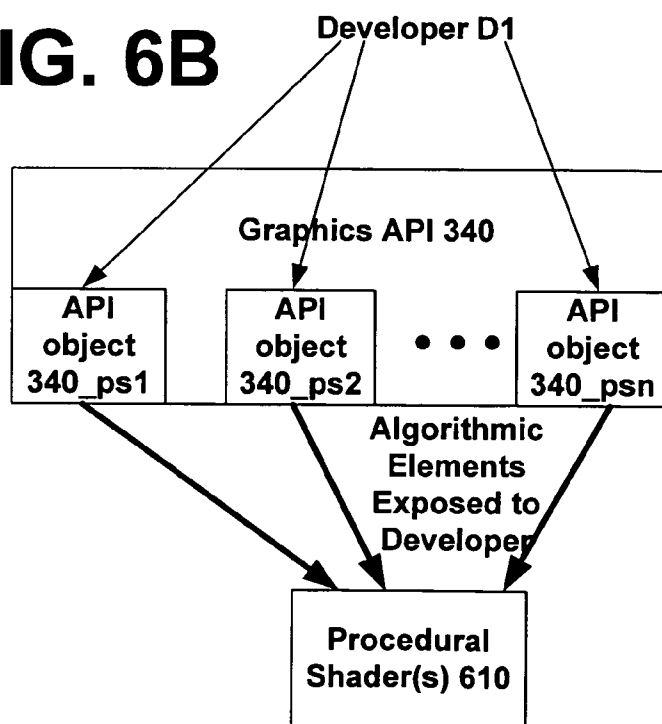 IG. 6B
Developer D1
Graphics API 340
API
object
340_ps1
API
object
340_ps2
• • •
API
object
340_psn
Algorithmic
Elements
Exposed to
Developer
Procedural
Shader(s) 610